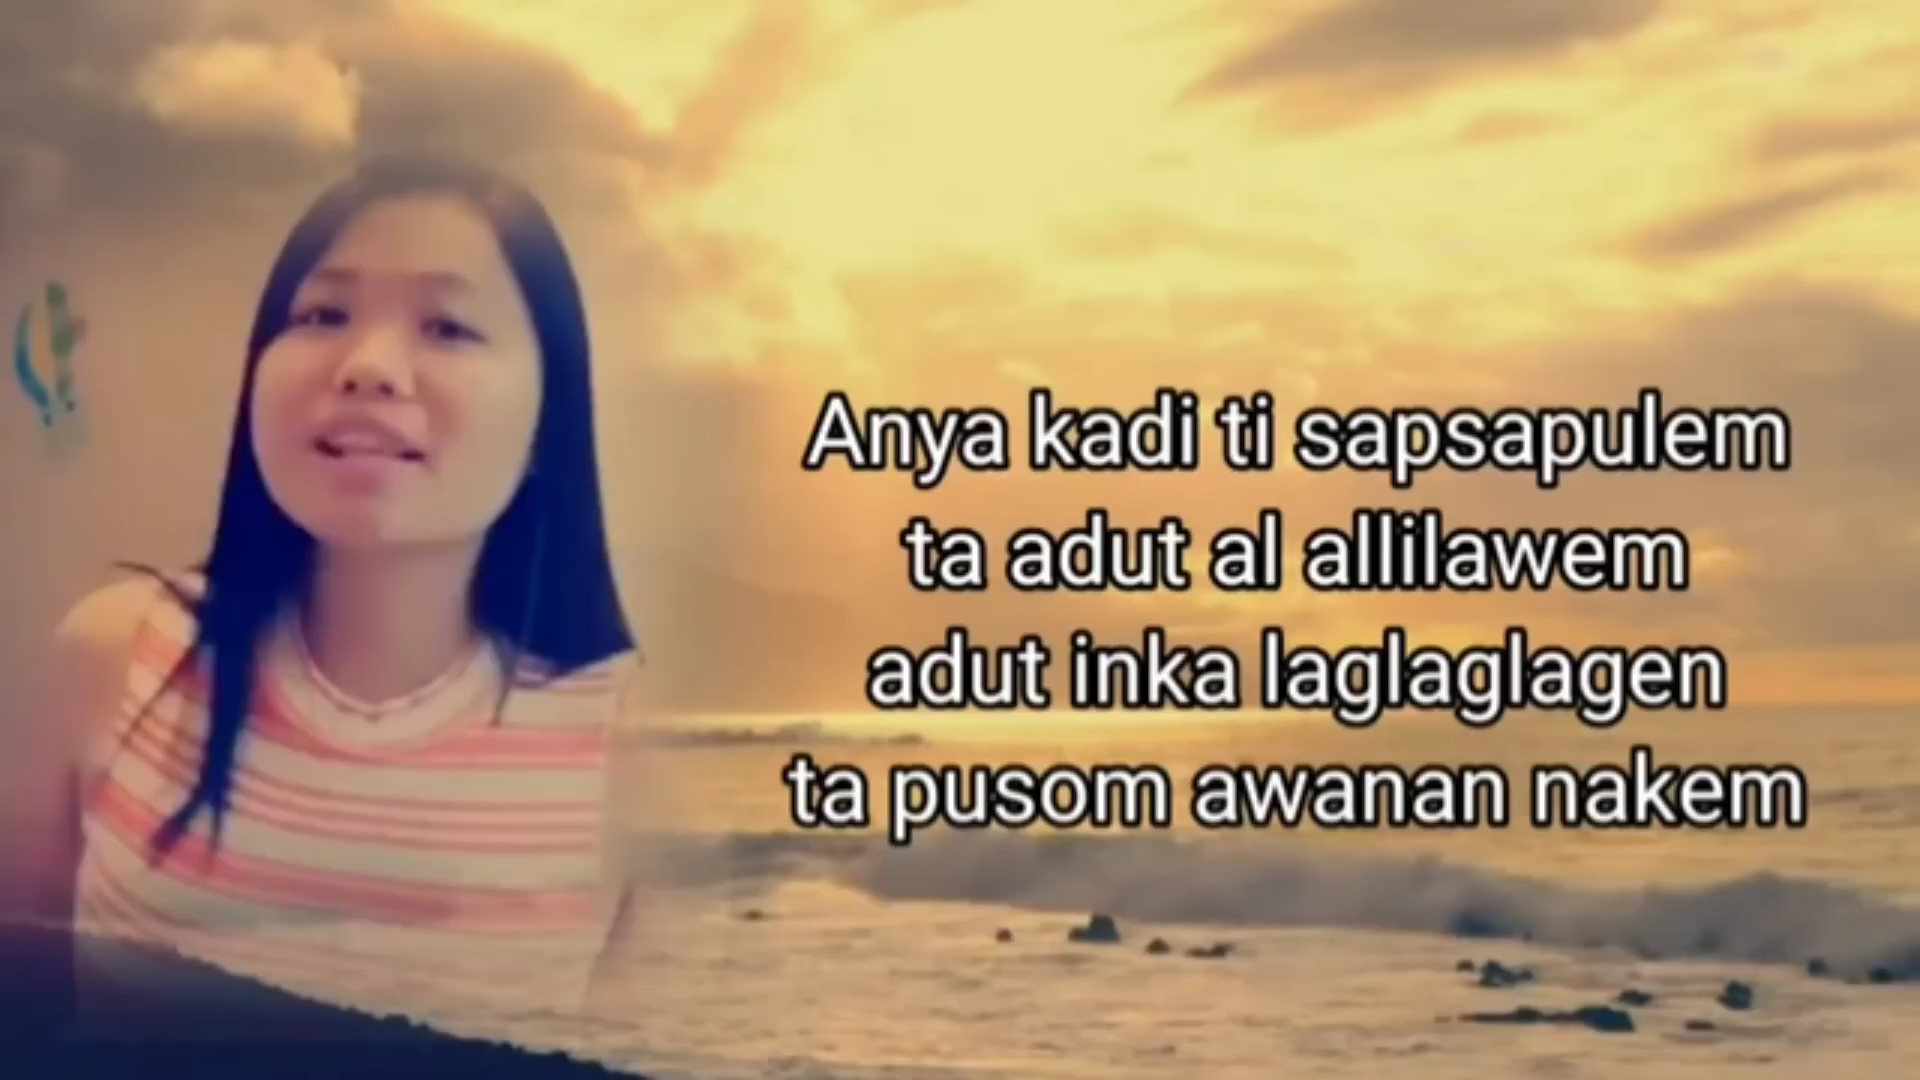 Anya kadi ti sapsapulem
ta adut al allilawem
adut inka laglaglagen
ta pusom awanan nakem